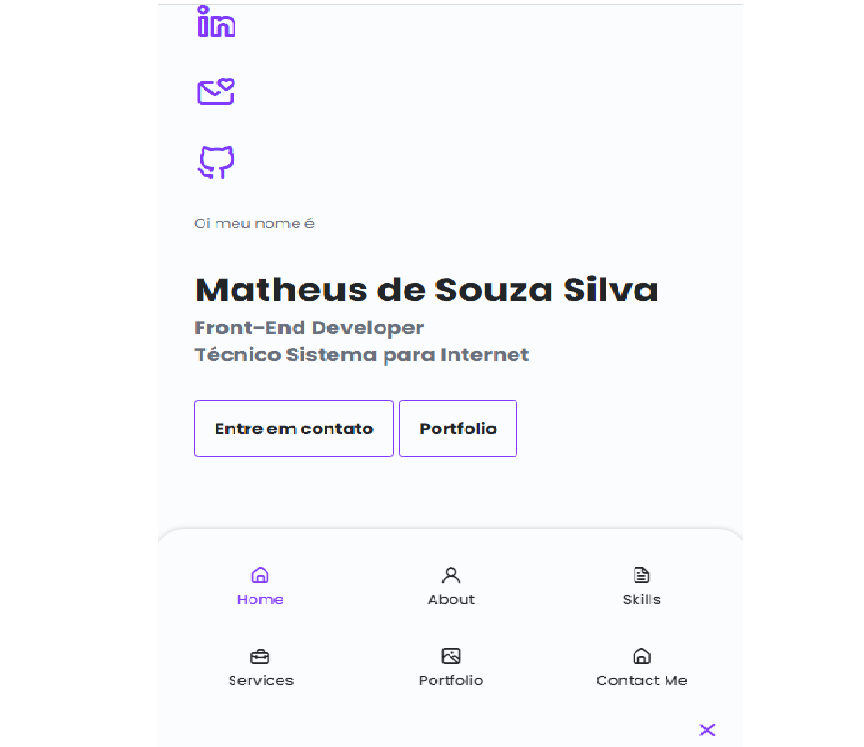 in
Oi meu nome é
Matheus de Souza Silva
Front-End Developer
Técnico Sistema para Internet
Entre em contato Portfolio
Home About Skills
Services Portfolio Contact Me